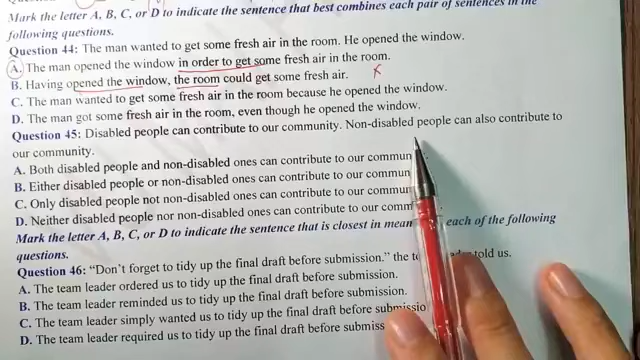 Mark the letter A, B, C, or D to indicate the sentence that best combines each pair of sentences in the
following questions.
Question 44: The man wanted to get some fresh air in the room. He opened the window.
A. The man opened the window in order to get some fresh air in the room.
B. Having opened the window, the room could get some fresh air. x
C. The man wanted to get some fresh air in the room because he opened the window.
D. The man got some fresh air in the room, even though he opened the window.
Question 45: Disabled people can contribute to our community. Non-disabled people can also contribute to
our community.
A. Both disabled people and non-disabled ones can contribute to our
B. Either disabled people or non-disabled ones can contribute to our
C. Only disabled people not non-disabled ones can contribute to our
D. Neither disabled people nor non-disabled ones can contribute to our
Mark the letter A, B, C, or D to indicate the sentence that is closest in each of the following
questions.
Question 46: “Don't forget to tidy up the final draft before submission.” the told us.
A. The team leader ordered us to tidy up the final draft before submission.
B. The team leader reminded us to tidy up the final draft before submission.
C. The team leader simply wanted us to tidy up the final draft before
D. The team leader required us to tidy up the final draft before